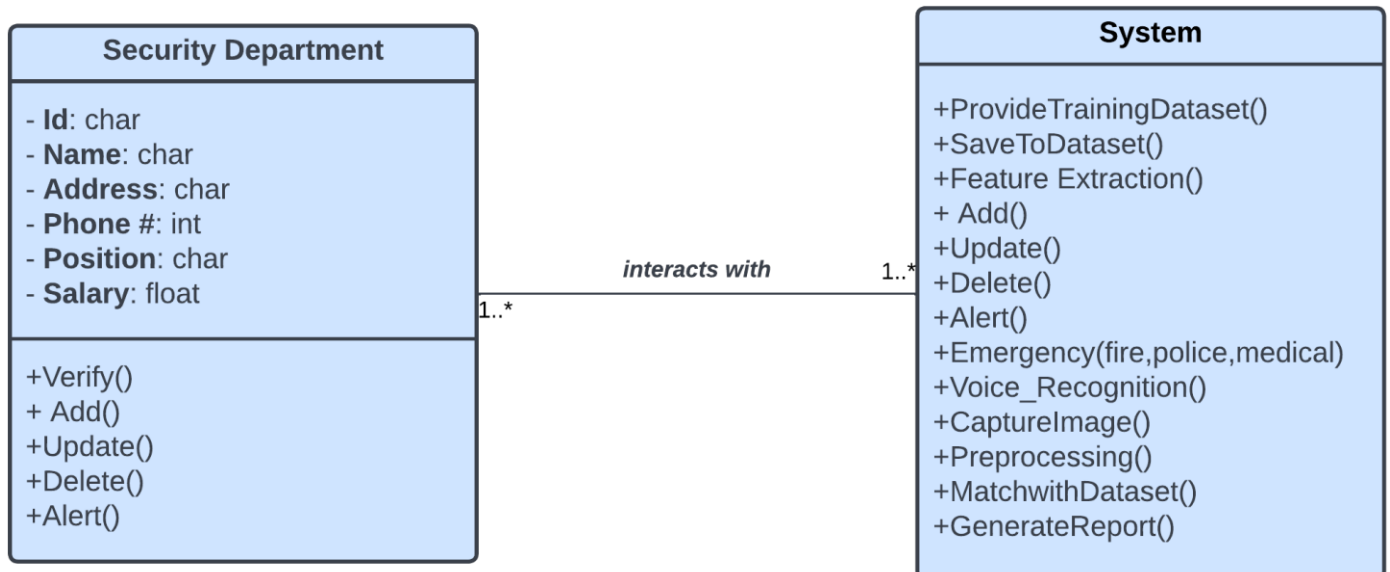 Security Department
- Id: char
- Name: char
- Address: char
- Phone #: int
- Position: char
- Salary: float
+Verify()
+ Add()
+Update()
+Delete()
+Alert()
interacts with
1..*
1..*
System
+ProvideTrainingDataset()
+SaveToDataset()
+Feature Extraction()
+ Add()
+Update()
+Delete()
+Alert()
+Emergency(fire,police,medical)
+Voice_Recognition()
+CaptureImage()
+Preprocessing()
+MatchwithDataset()
+GenerateReport()